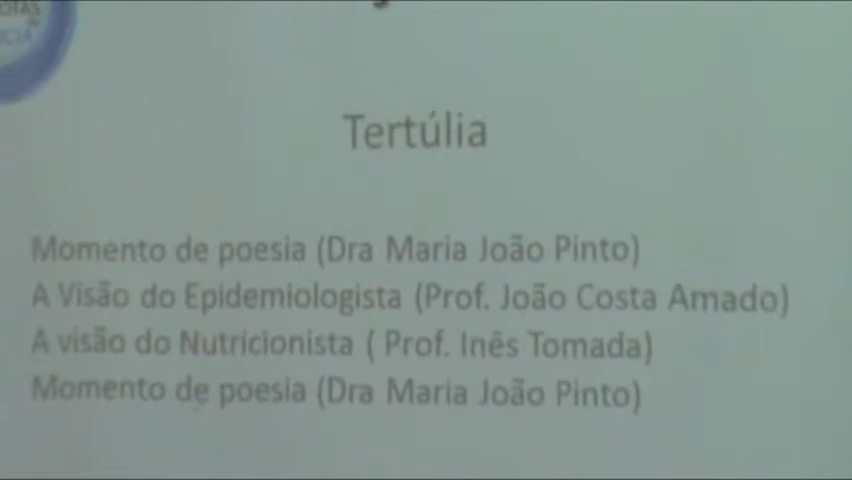 Tertúlia
Momento de poesia (Dra Maria João Pinto)
A Visão do Epidemiologista (Prof. João Costa Amado)
A visão do Nutricionista ( Prof. Inês Tomada)
Momento de poesia (Dra Maria João Pinto)